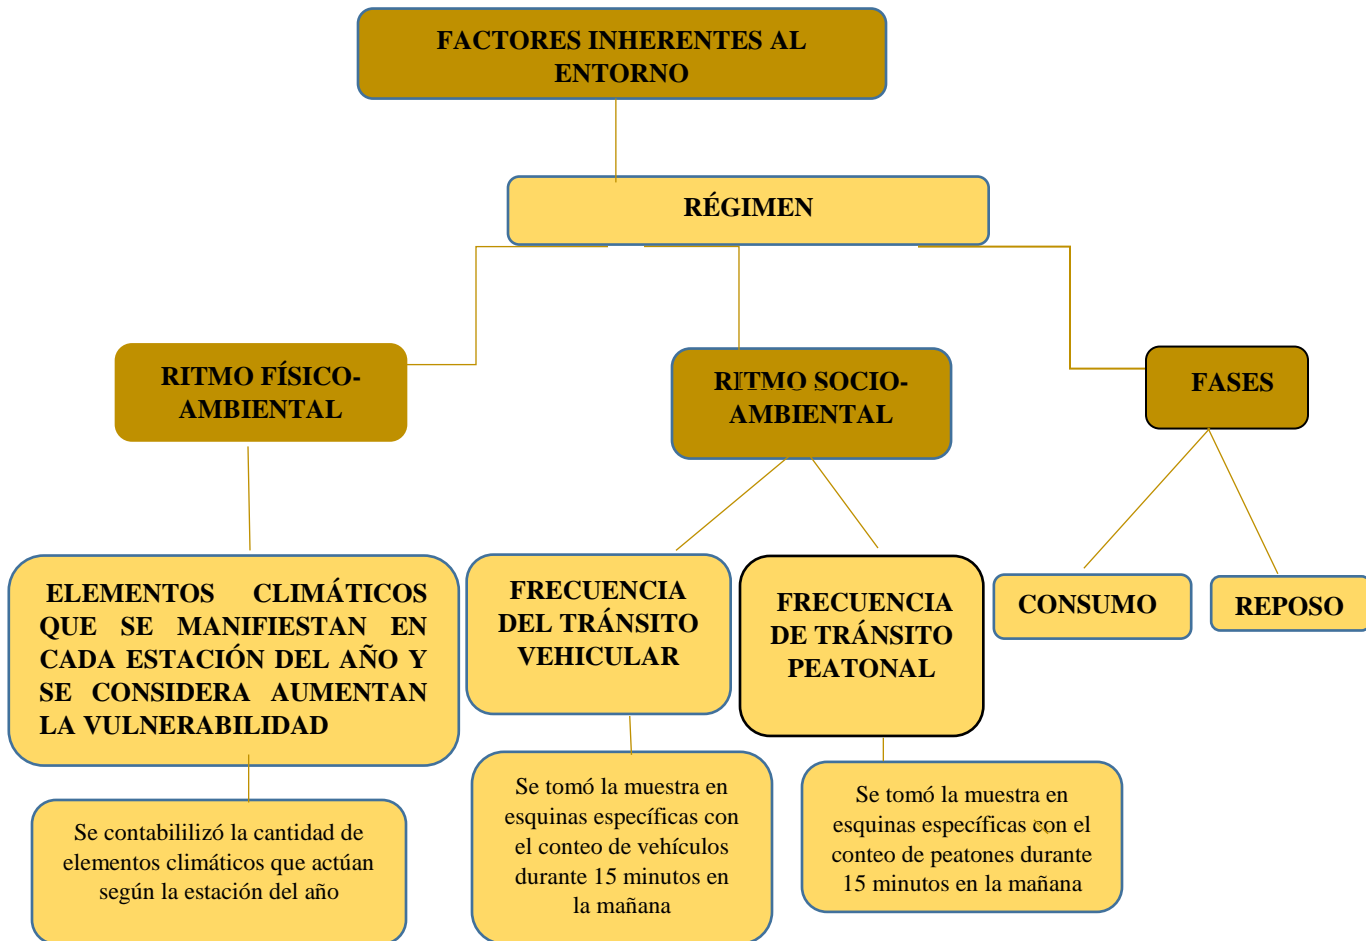 FACTORES INHERENTES AL
ENTORNO
RÉGIMEN
RITMO FÍSICO-
AMBIENTAL
RITMO SOCIO-
AMBIENTAL
FASES
ELEMENTOS CLIMÁTICOS
QUE SE MANIFIESTAN EN
CADA ESTACIÓN DEL AÑO Y
SE CONSIDERA AUMENTAN
LA VULNERABILIDAD
FRECUENCIA
DEL TRÁNSITO
VEHICULAR
FRECUENCIA
DE TRÁNSITO
PEATONAL
CONSUMO
REPOSO
Se contabililizó la cantidad de
elementos climáticos que actúan
según la estación del año
Se tomó la muestra en
esquinas específicas con
el conteo de vehículos
durante 15 minutos en
la mañana
Se tomó la muestra en
esquinas específicas con el
conteo de peatones durante
15 minutos en la mañana